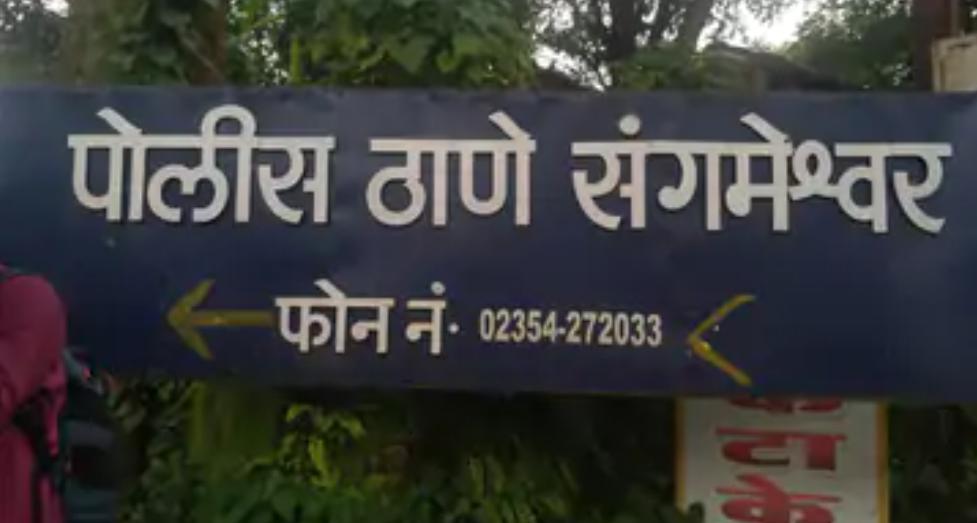 पोलीस ठाणे संगमेश्वर
फोन नं. 02354-272033